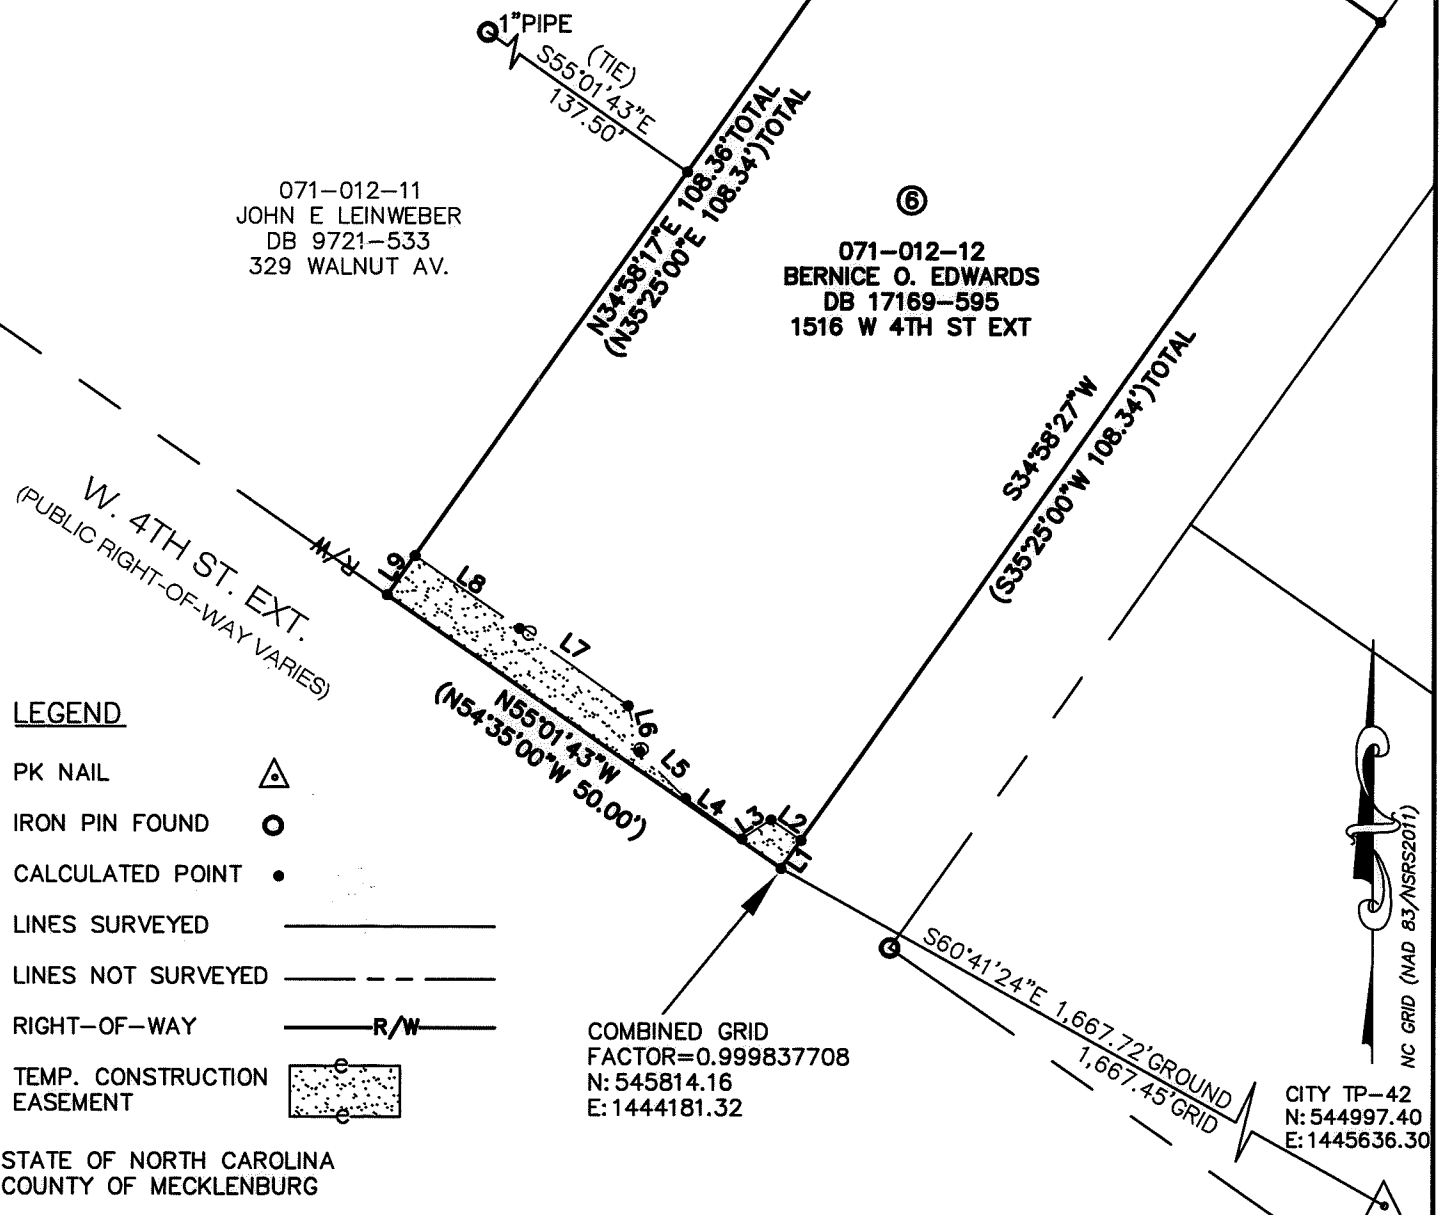 1"PIPE
(TIE)
S55°01'43"E
137.50'
071-012-11
JOHN E LEINWEBER
DB 9721-533
329 WALNUT AV.
N34°58'17"E 108.36'TOTAL
(N35°25'00"E 108.34')TOTAL
6
071-012-12
BERNICE O. EDWARDS
DB 17169-595
1516 W 4TH ST EXT
S34°58'27"W
(S35°25'00"W 108.34')TOTAL
W. 4TH ST. EXT.
(PUBLIC RIGHT-OF-WAY VARIES)
R/W
L9
L8
L7
L6
L5
L4
L3
L2
L1
N55°01'43"W
(N54°35'00"W 50.00')
LEGEND
PK NAIL
IRON PIN FOUND
CALCULATED POINT
LINES SURVEYED
LINES NOT SURVEYED
RIGHT-OF-WAY R/W
TEMP. CONSTRUCTION
EASEMENT
e
e
STATE OF NORTH CAROLINA
COUNTY OF MECKLENBURG
COMBINED GRID
FACTOR=0.999837708
N: 545814.16
E: 1444181.32
S60°41'24"E 1,667.72'GROUND
1,667.45'GRID
NC GRID (NAD 83/NSRS2011)
CITY TP-42
N: 544997.40
E: 1445636.30